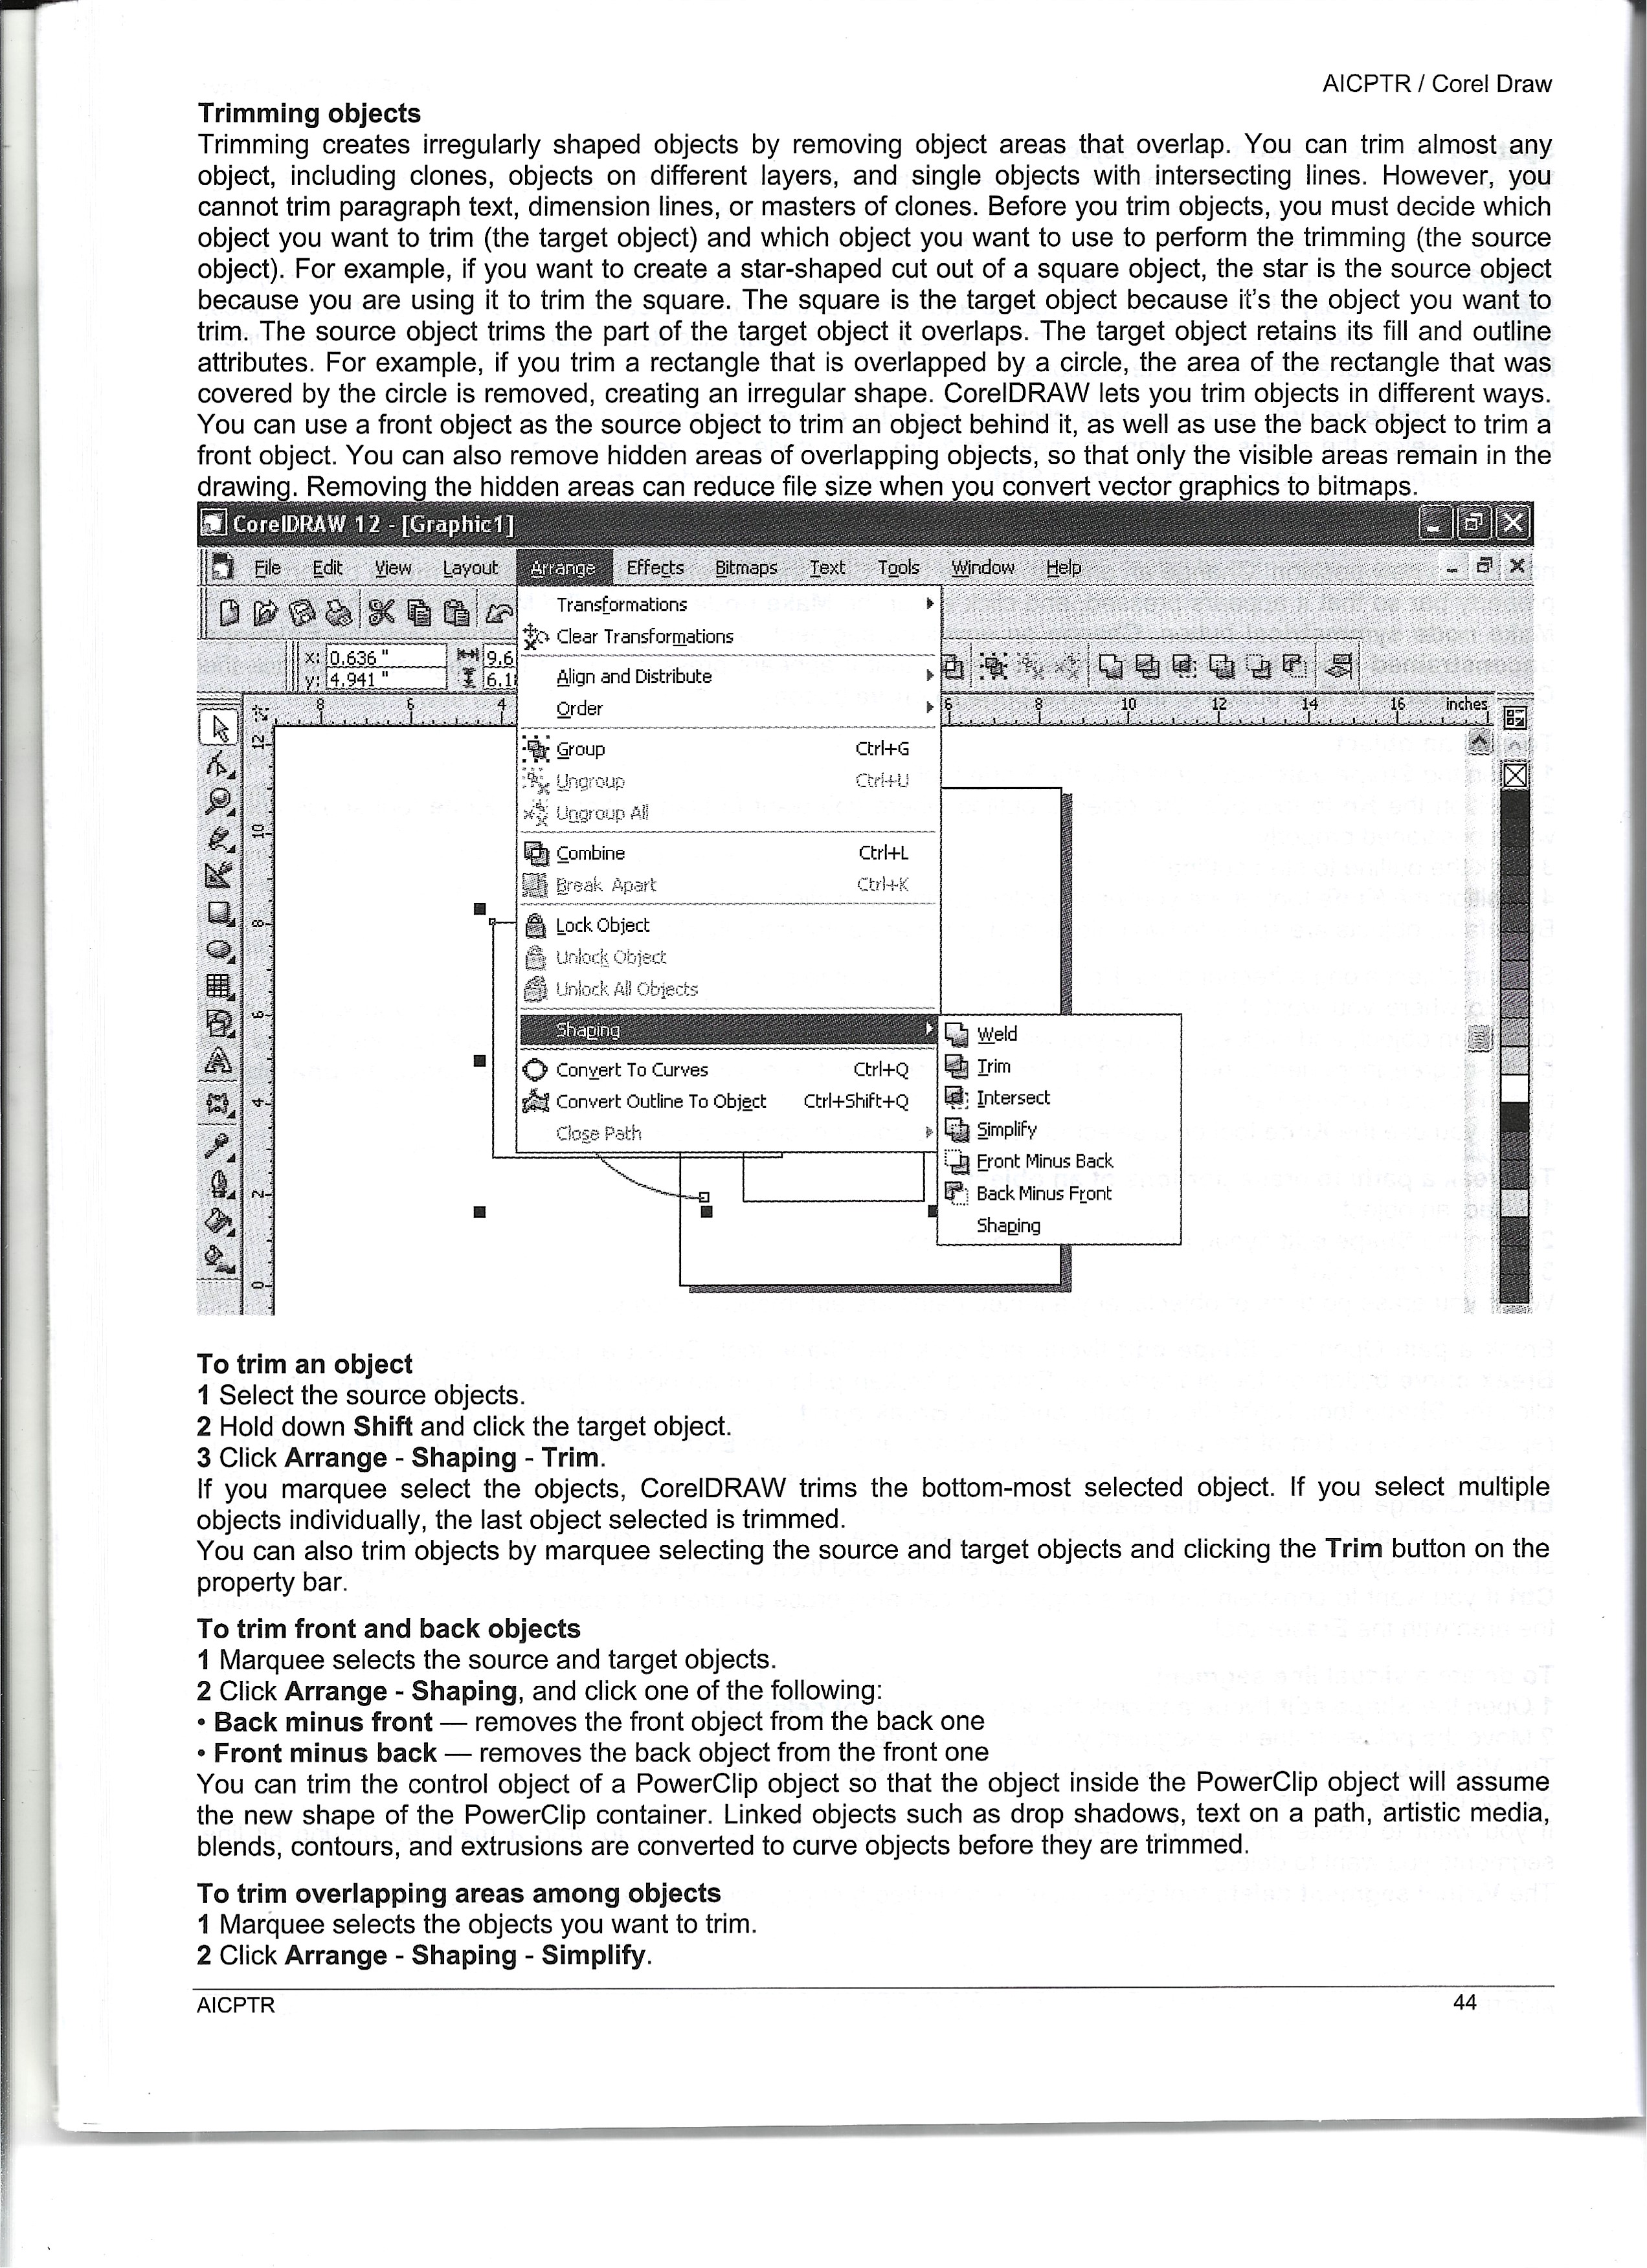 AICPTR / Corel Draw
Trimming objects
Trimming creates irregularly shaped objects by removing object areas that overlap. You can trim almost any
object, including clones, objects on different layers, and single objects with intersecting lines. However, you
cannot trim paragraph text, dimension lines, or masters of clones. Before you trim objects, you must decide which
object you want to trim (the target object) and which object you want to use to perform the trimming (the source
object). For example, if you want to create a star-shaped cut out of a square object, the star is the source object
because you are using it to trim the square. The square is the target object because it's the object you want to
trim. The source object trims the part of the target object it overlaps. The target object retains its fill and outline
attributes. For example, if you trim a rectangle that is overlapped by a circle, the area of the rectangle that was
covered by the circle is removed, creating an irregular shape. CorelDRAW lets you trim objects in different ways.
You can use a front object as the source object to trim an object behind it, as well as use the back object to trim a
front object. You can also remove hidden areas of overlapping objects, so that only the visible areas remain in the
drawing. Removing the hidden areas can reduce file size when you convert vector graphics to bitmaps.
CorelDRAW 12 - [Graphic1]
File Edit View Layout Arrange Effects Bitmaps Text Tools Window Help
Transformations
Clear Transformations
x: 0.636 "
9.6
y: 4.941 "
6.1
Align and Distribute
Order
8 6 4 6 8 10 12 14 16 inches
12
10
8
6
4
2
0
Group Ctrl+G
Ungroup Ctrl+U
Ungroup All
Combine Ctrl+L
Break Apart Ctrl+K
Lock Object
Unlock Object
Unlock All Objects
Shaping
Convert To Curves Ctrl+Q
Convert Outline To Object Ctrl+Shift+Q
Close Path
Weld
Trim
Intersect
Simplify
Front Minus Back
Back Minus Front
Shaping
To trim an object
1 Select the source objects.
2 Hold down Shift and click the target object.
3 Click Arrange - Shaping - Trim.
If you marquee select the objects, CorelDRAW trims the bottom-most selected object. If you select multiple
objects individually, the last object selected is trimmed.
You can also trim objects by marquee selecting the source and target objects and clicking the Trim button on the
property bar.
To trim front and back objects
1 Marquee selects the source and target objects.
2 Click Arrange - Shaping, and click one of the following:
• Back minus front — removes the front object from the back one
• Front minus back — removes the back object from the front one
You can trim the control object of a PowerClip object so that the object inside the PowerClip object will assume
the new shape of the PowerClip container. Linked objects such as drop shadows, text on a path, artistic media,
blends, contours, and extrusions are converted to curve objects before they are trimmed.
To trim overlapping areas among objects
1 Marquee selects the objects you want to trim.
2 Click Arrange - Shaping - Simplify.
AICPTR 44